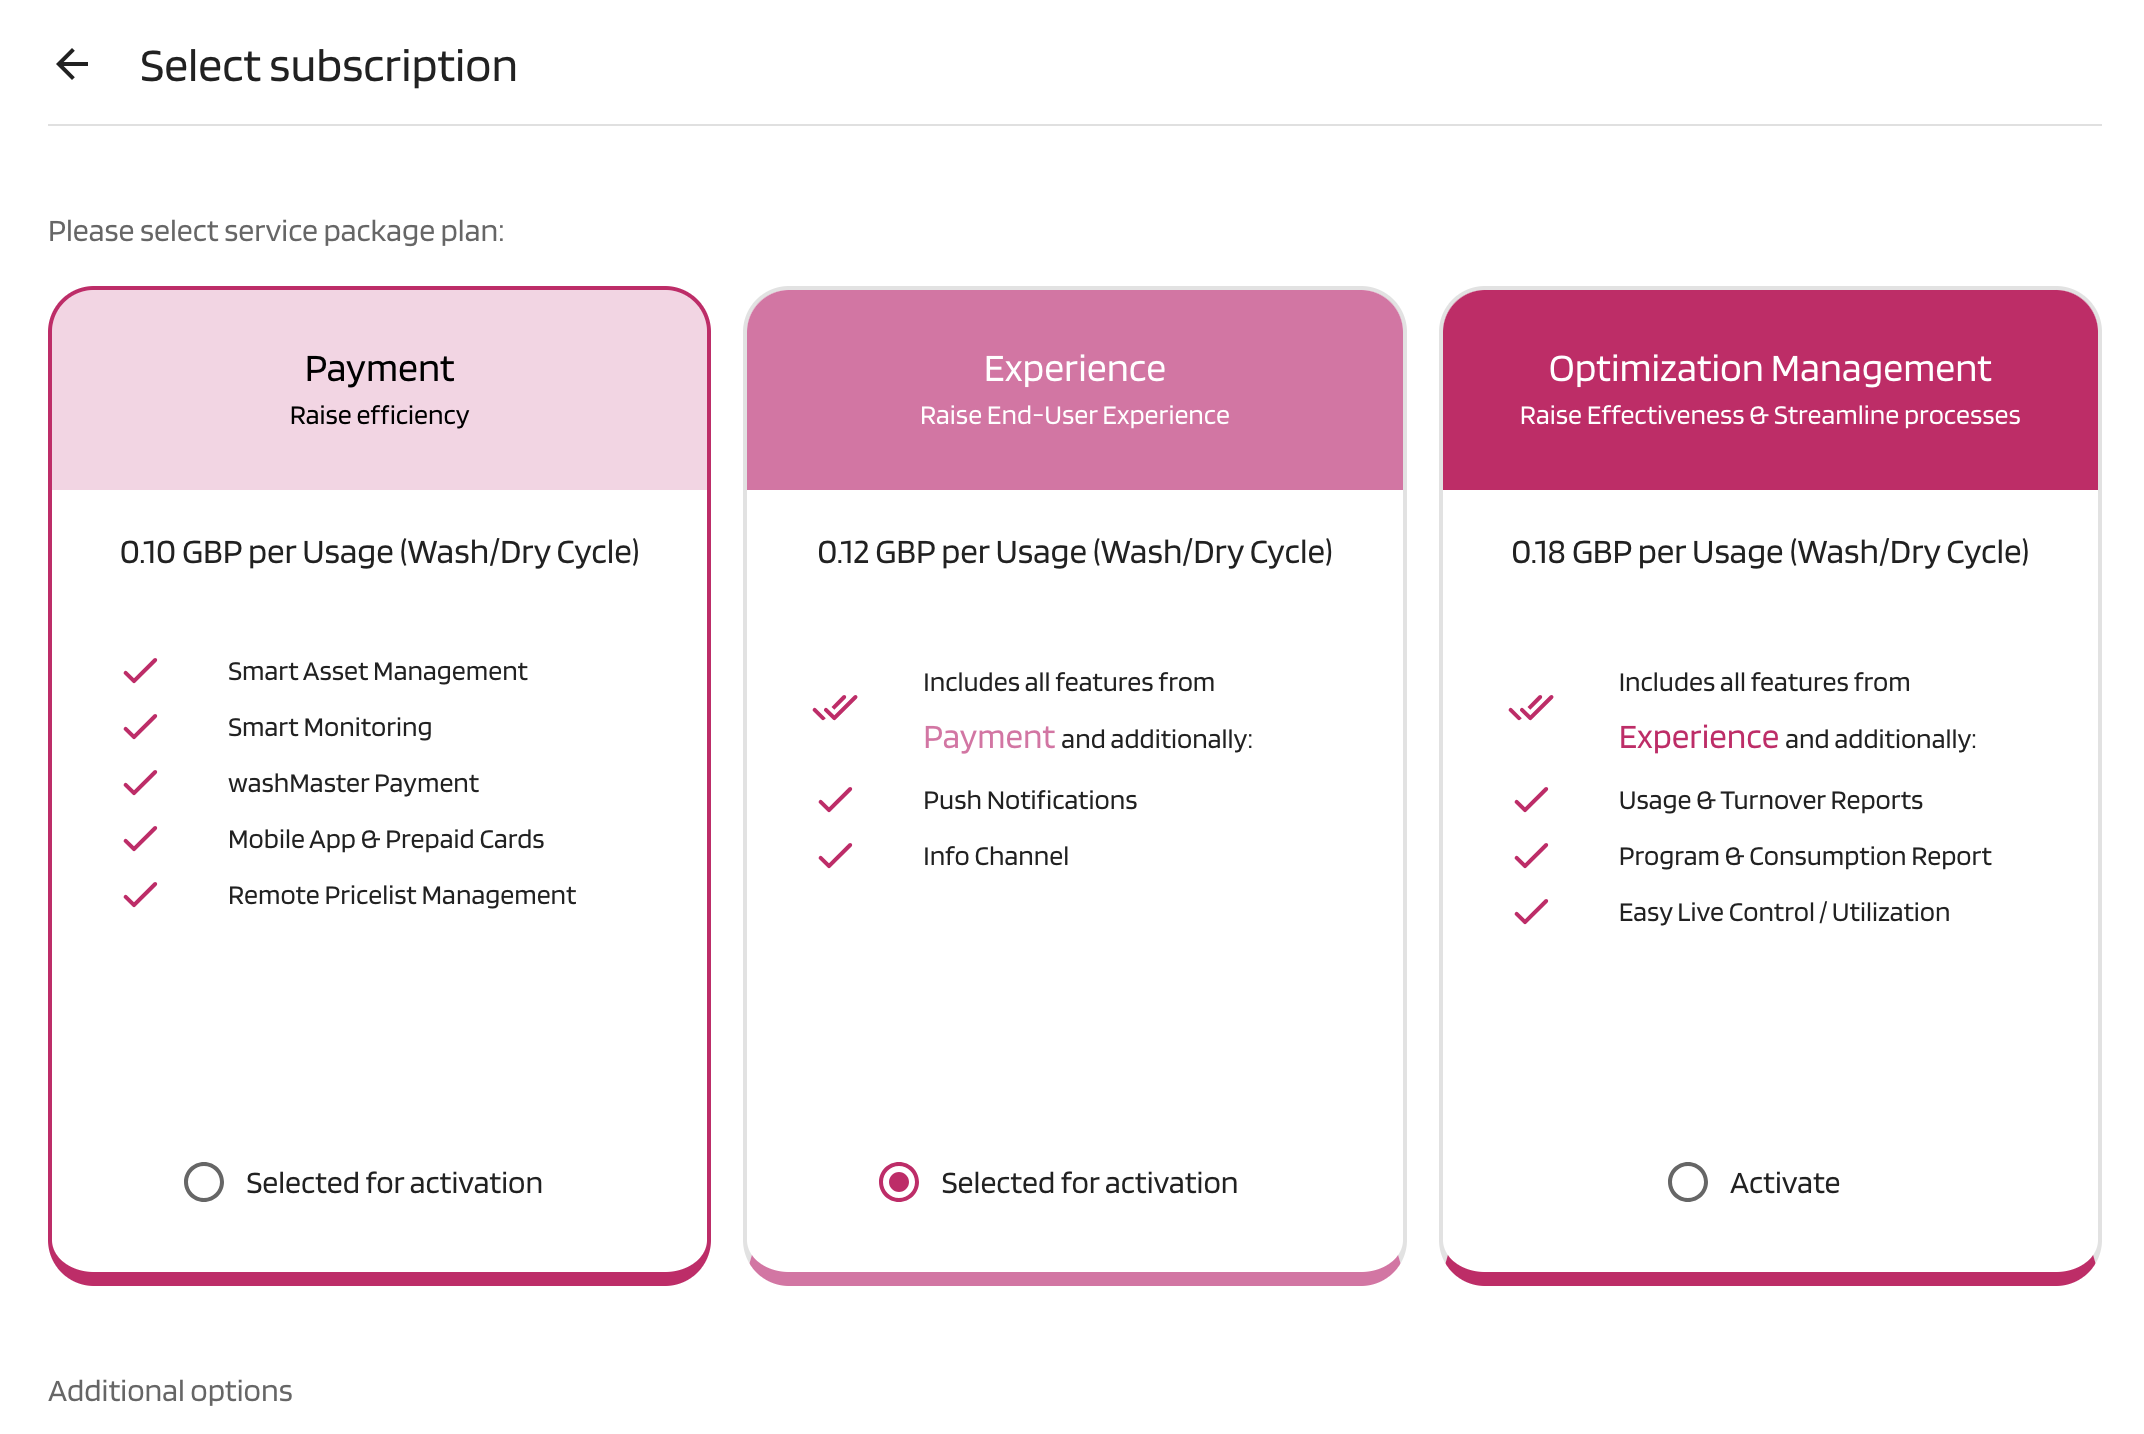 Select subscription
Please select service package plan:
Payment
Raise efficiency
0.10 GBP per Usage (Wash/Dry Cycle)
Smart Asset Management
Smart Monitoring
washMaster Payment
Mobile App & Prepaid Cards
Remote Pricelist Management
Selected for activation
Experience
Raise End-User Experience
0.12 GBP per Usage (Wash/Dry Cycle)
Includes all features from
Payment and additionally:
Push Notifications
Info Channel
Selected for activation
Optimization Management
Raise Effectiveness & Streamline processes
0.18 GBP per Usage (Wash/Dry Cycle)
Includes all features from
Experience and additionally:
Usage & Turnover Reports
Program & Consumption Report
Easy Live Control / Utilization
Activate
Additional options